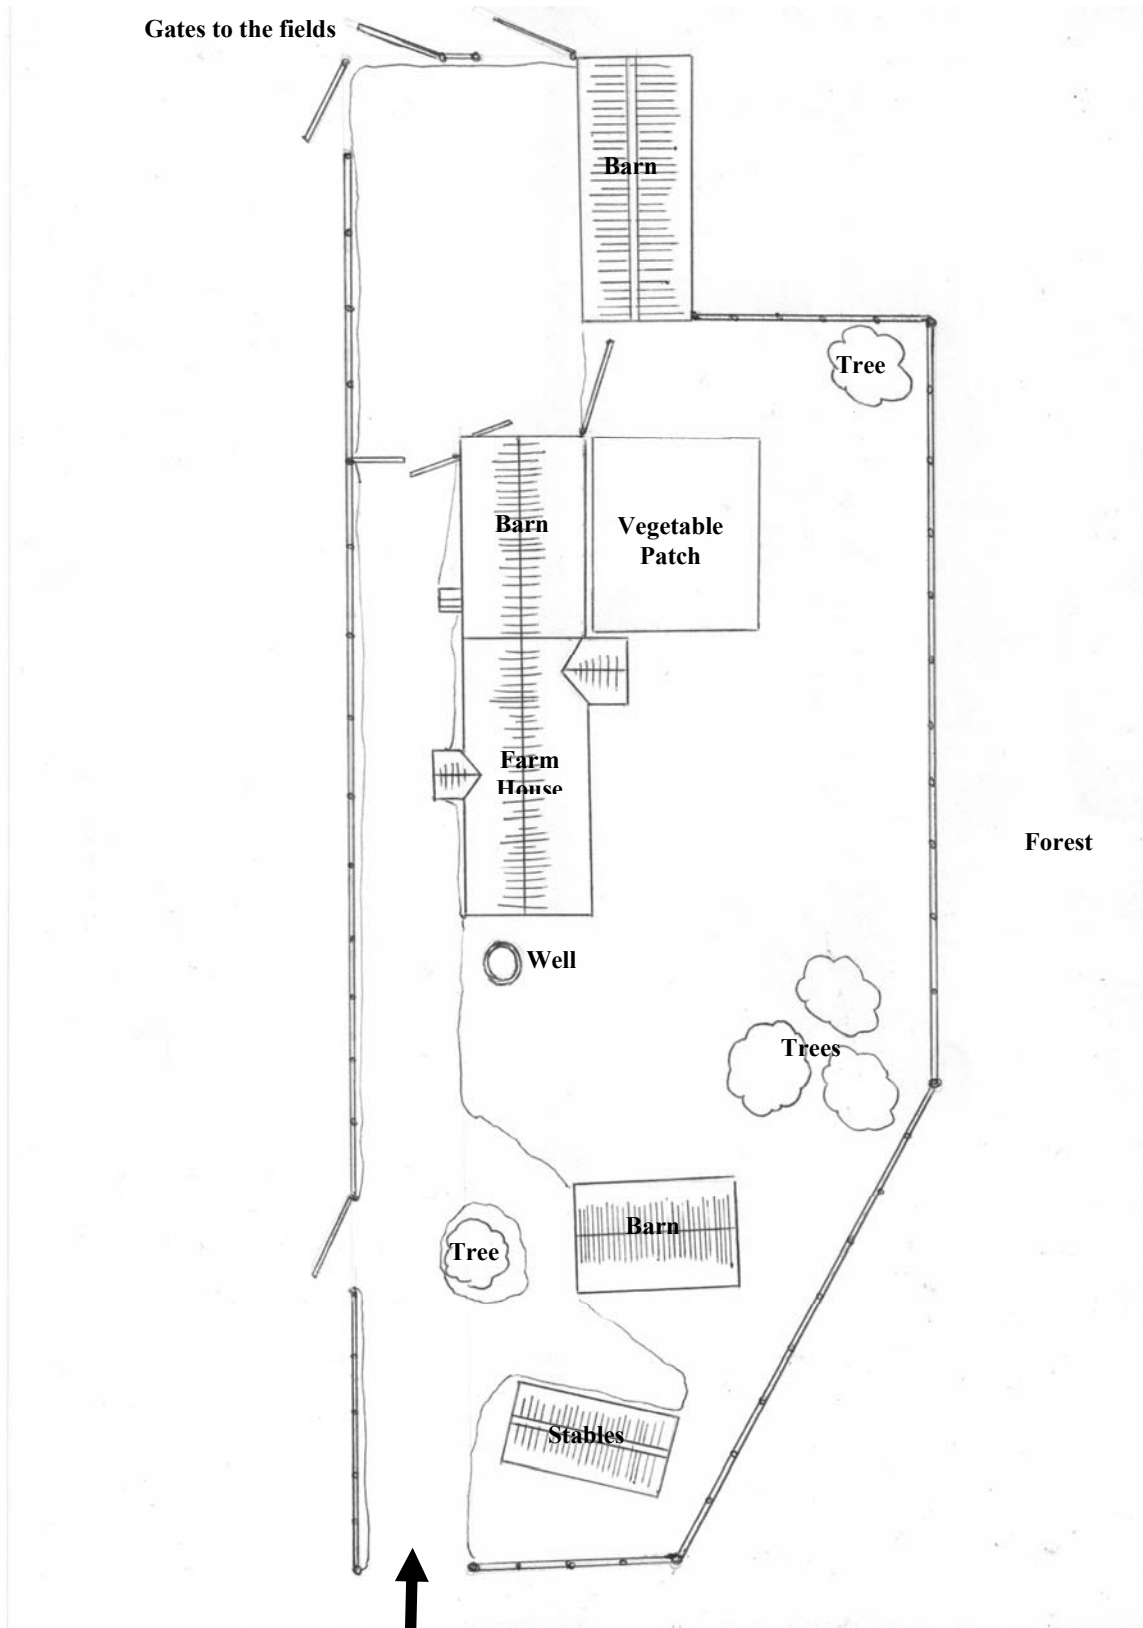 Gates to the fields
Barn
Tree
Barn
Vegetable
Patch
Farm
House
Forest
Well
Trees
Barn
Tree
Stables